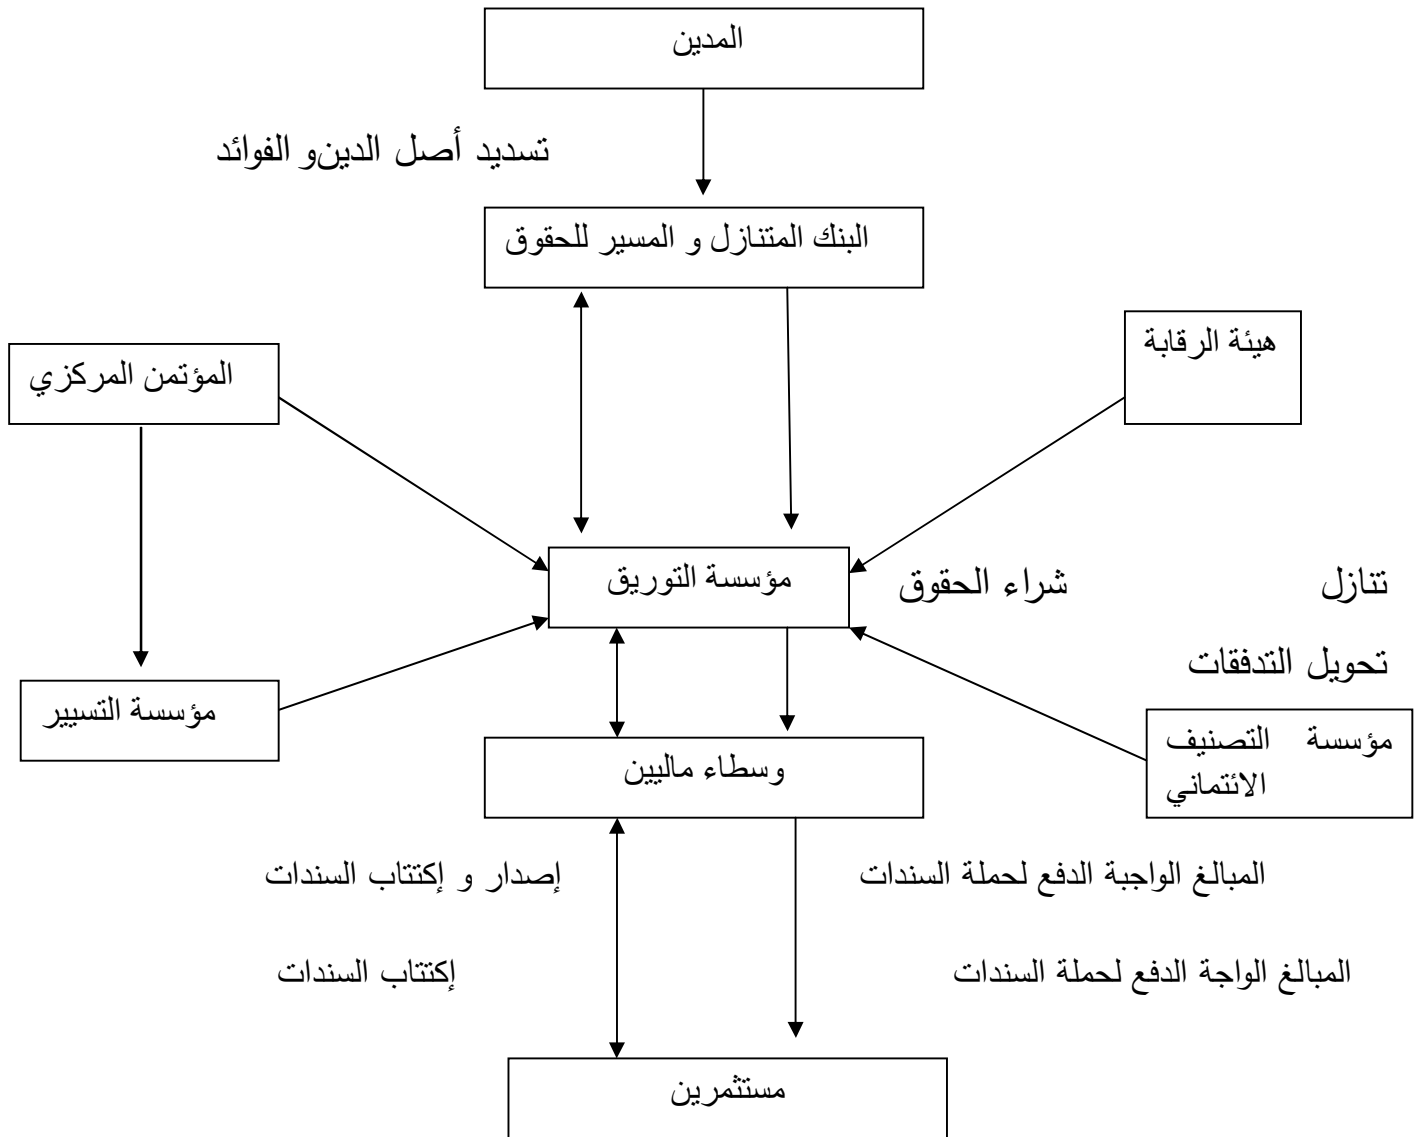 المدين
تسديد أصل الدينو الفوائد
البنك المتنازل و المسير للحقوق
هيئة الرقابة
المؤتمن المركزي
مؤسسة التوريق
شراء الحقوق
تنازل
تحويل التدفقات
مؤسسة التسيير
مؤسسة التصنيف
الائتماني
وسطاء ماليين
المبالغ الواجبة الدفع لحملة السندات
إصدار و إكتتاب السندات
المبالغ الواجة الدفع لحملة السندات
إكتتاب السندات
مستثمرين